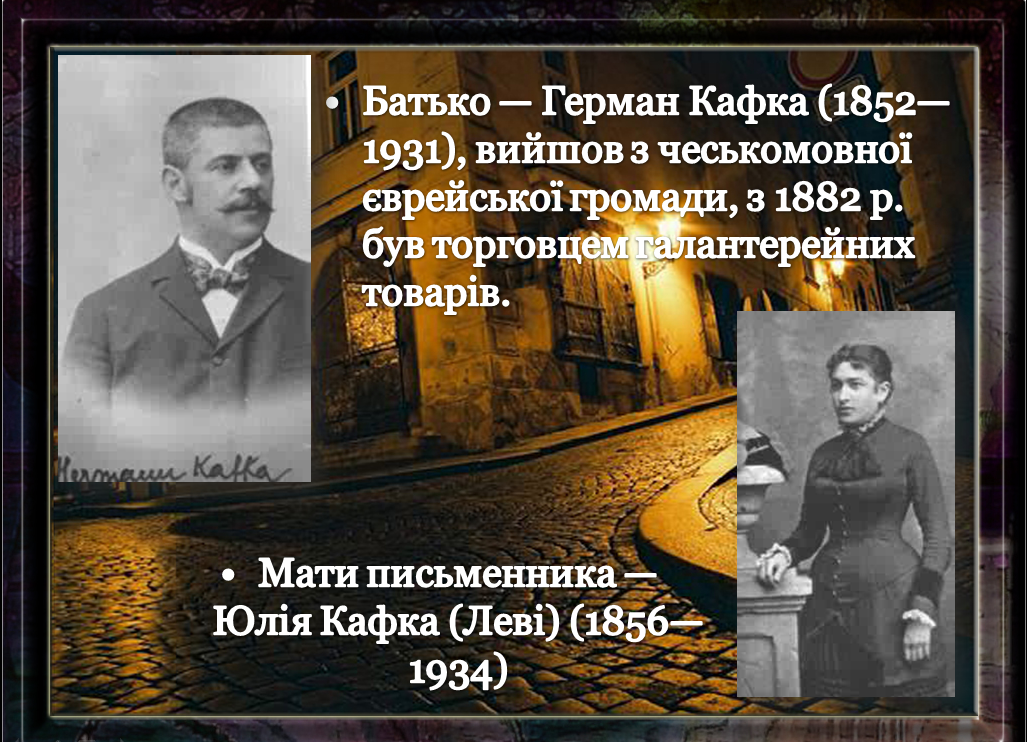 • Батько — Герман Кафка (1852—
1931), вийшов з чеськомовної
єврейської громади, з 1882 р.
був торговцем галантерейних
товарів.
Hermann Kafka
• Мати письменника —
Юлія Кафка (Леві) (1856—
1934)